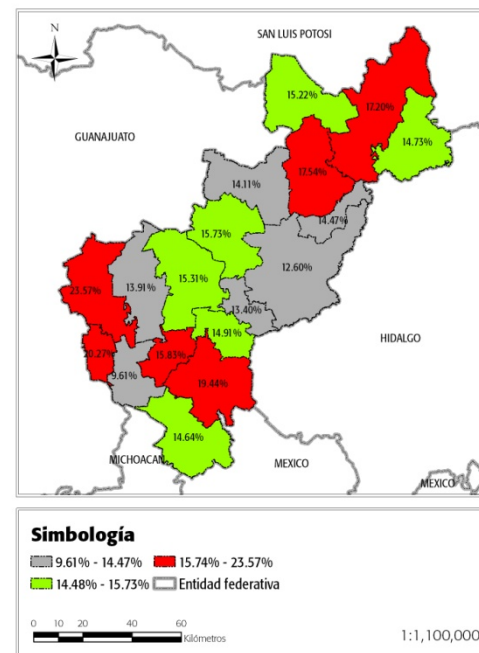 N
SAN LUIS POTOSI
17.20%
15.22%
14.73%
GUANAJUATO
17.54%
14.11%
14.47%
15.73%
12.60%
15.31%
23.57%
13.91%
13.40%
14.91%
HIDALGO
20.27%
15.83%
9.61%
19.44%
14.64%
MICHOACAN
MEXICO
MEXICO
Simbología
9.61% - 14.47% 15.74% - 23.57%
14.48% - 15.73% Entidad federativa
0 10 20 40 60
Kilómetros
1:1,100,000